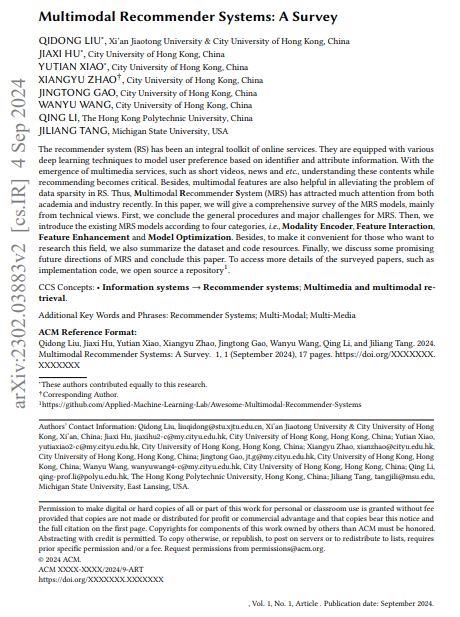 Multimodal Recommender Systems: A Survey
QIDONG LIU*, Xi'an Jiaotong University & City University of Hong Kong, China
JIAXI HU*, City University of Hong Kong, China
YUTIAN XIAO*, City University of Hong Kong, China
XIANGYU ZHAO†, City University of Hong Kong, China
JINGTONG GAO, City University of Hong Kong, China
WANYU WANG, City University of Hong Kong, China
QING LI, The Hong Kong Polytechnic University, China
JILIANG TANG, Michigan State University, USA
The recommender system (RS) has been an integral toolkit of online services. They are equipped with various
deep learning techniques to model user preference based on identifier and attribute information. With the
emergence of multimedia services, such as short videos, news and etc., understanding these contents while
recommending becomes critical. Besides, multimodal features are also helpful in alleviating the problem of
data sparsity in RS. Thus, Multimodal Recommender System (MRS) has attracted much attention from both
academia and industry recently. In this paper, we will give a comprehensive survey of the MRS models, mainly
from technical views. First, we conclude the general procedures and major challenges for MRS. Then, we
introduce the existing MRS models according to four categories, i.e., Modality Encoder, Feature Interaction,
Feature Enhancement and Model Optimization. Besides, to make it convenient for those who want to
research this field, we also summarize the dataset and code resources. Finally, we discuss some promising
future directions of MRS and conclude this paper. To access more details of the surveyed papers, such as
implementation code, we open source a repository1.
CCS Concepts: • Information systems → Recommender systems; Multimedia and multimodal re-
trieval.
Additional Key Words and Phrases: Recommender Systems; Multi-Modal; Multi-Media
ACM Reference Format:
Qidong Liu, Jiaxi Hu, Yutian Xiao, Xiangyu Zhao, Jingtong Gao, Wanyu Wang, Qing Li, and Jiliang Tang. 2024.
Multimodal Recommender Systems: A Survey. 1, 1 (September 2024), 17 pages. https://doi.org/XXXXXXX.
XXXXXXX
*These authors contributed equally to this research.
†Corresponding Author.
1https://github.com/Applied-Machine-Learning-Lab/Awesome-Multimodal-Recommender-Systems
Authors' Contact Information: Qidong Liu, liuqidong@stu.xjtu.edu.cn, Xi'an Jiaotong University & City University of Hong
Kong, Xi'an, China; Jiaxi Hu, jiaxihu2-c@my.cityu.edu.hk, City University of Hong Kong, Hong Kong, China; Yutian Xiao,
yutiaxiao2-c@my.cityu.edu.hk, City University of Hong Kong, Hong Kong, China; Xiangyu Zhao, xianzhao@cityu.edu.hk,
City University of Hong Kong, Hong Kong, China; Jingtong Gao, jt.g@my.cityu.edu.hk, City University of Hong Kong, Hong
Kong, China; Wanyu Wang, wanyuwang4-c@my.cityu.edu.hk, City University of Hong Kong, Hong Kong, China; Qing Li,
qing-prof.li@polyu.edu.hk, The Hong Kong Polytechnic University, Hong Kong, China; Jiliang Tang, tangjili@msu.edu,
Michigan State University, East Lansing, USA.
Permission to make digital or hard copies of all or part of this work for personal or classroom use is granted without fee
provided that copies are not made or distributed for profit or commercial advantage and that copies bear this notice and
the full citation on the first page. Copyrights for components of this work owned by others than ACM must be honored.
Abstracting with credit is permitted. To copy otherwise, or republish, to post on servers or to redistribute to lists, requires
prior specific permission and/or a fee. Request permissions from permissions@acm.org.
© 2024 ACM.
ACM XXXX-XXXX/2024/9-ART
https://doi.org/XXXXXXX.XXXXXXX
, Vol. 1, No. 1, Article . Publication date: September 2024.
arXiv:2302.03883v2 [cs.IR] 4 Sep 2024